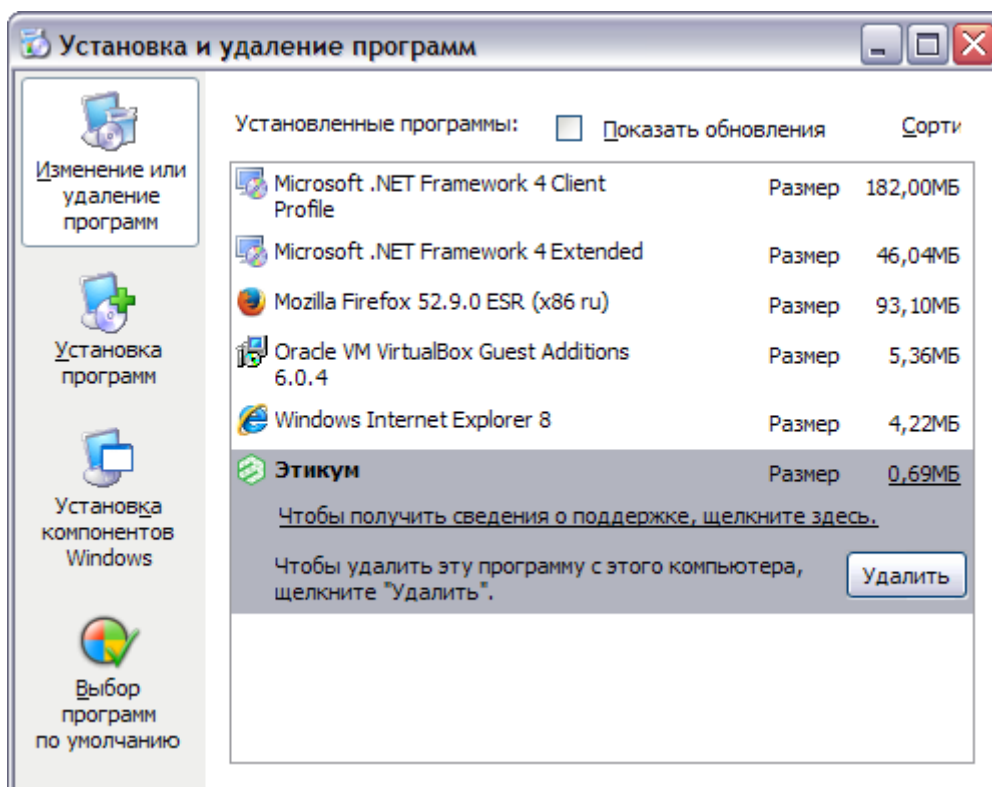 Установка и удаление программ
Изменение или
удаление
программ
Установка
программ
Установка
компонентов
Windows
Выбор
программ
по умолчанию
Установленные программы:
Показать обновления
Сорти
Microsoft .NET Framework 4 Client
Profile
Размер 182,00МБ
Microsoft .NET Framework 4 Extended
Размер 46,04МБ
Mozilla Firefox 52.9.0 ESR (x86 ru)
Размер 93,10МБ
Oracle VM VirtualBox Guest Additions
6.0.4
Размер 5,36МБ
Windows Internet Explorer 8
Размер 4,22МБ
Этикум
Размер 0,69МБ
Чтобы получить сведения о поддержке, щелкните здесь.
Чтобы удалить эту программу с этого компьютера,
щелкните "Удалить".
Удалить